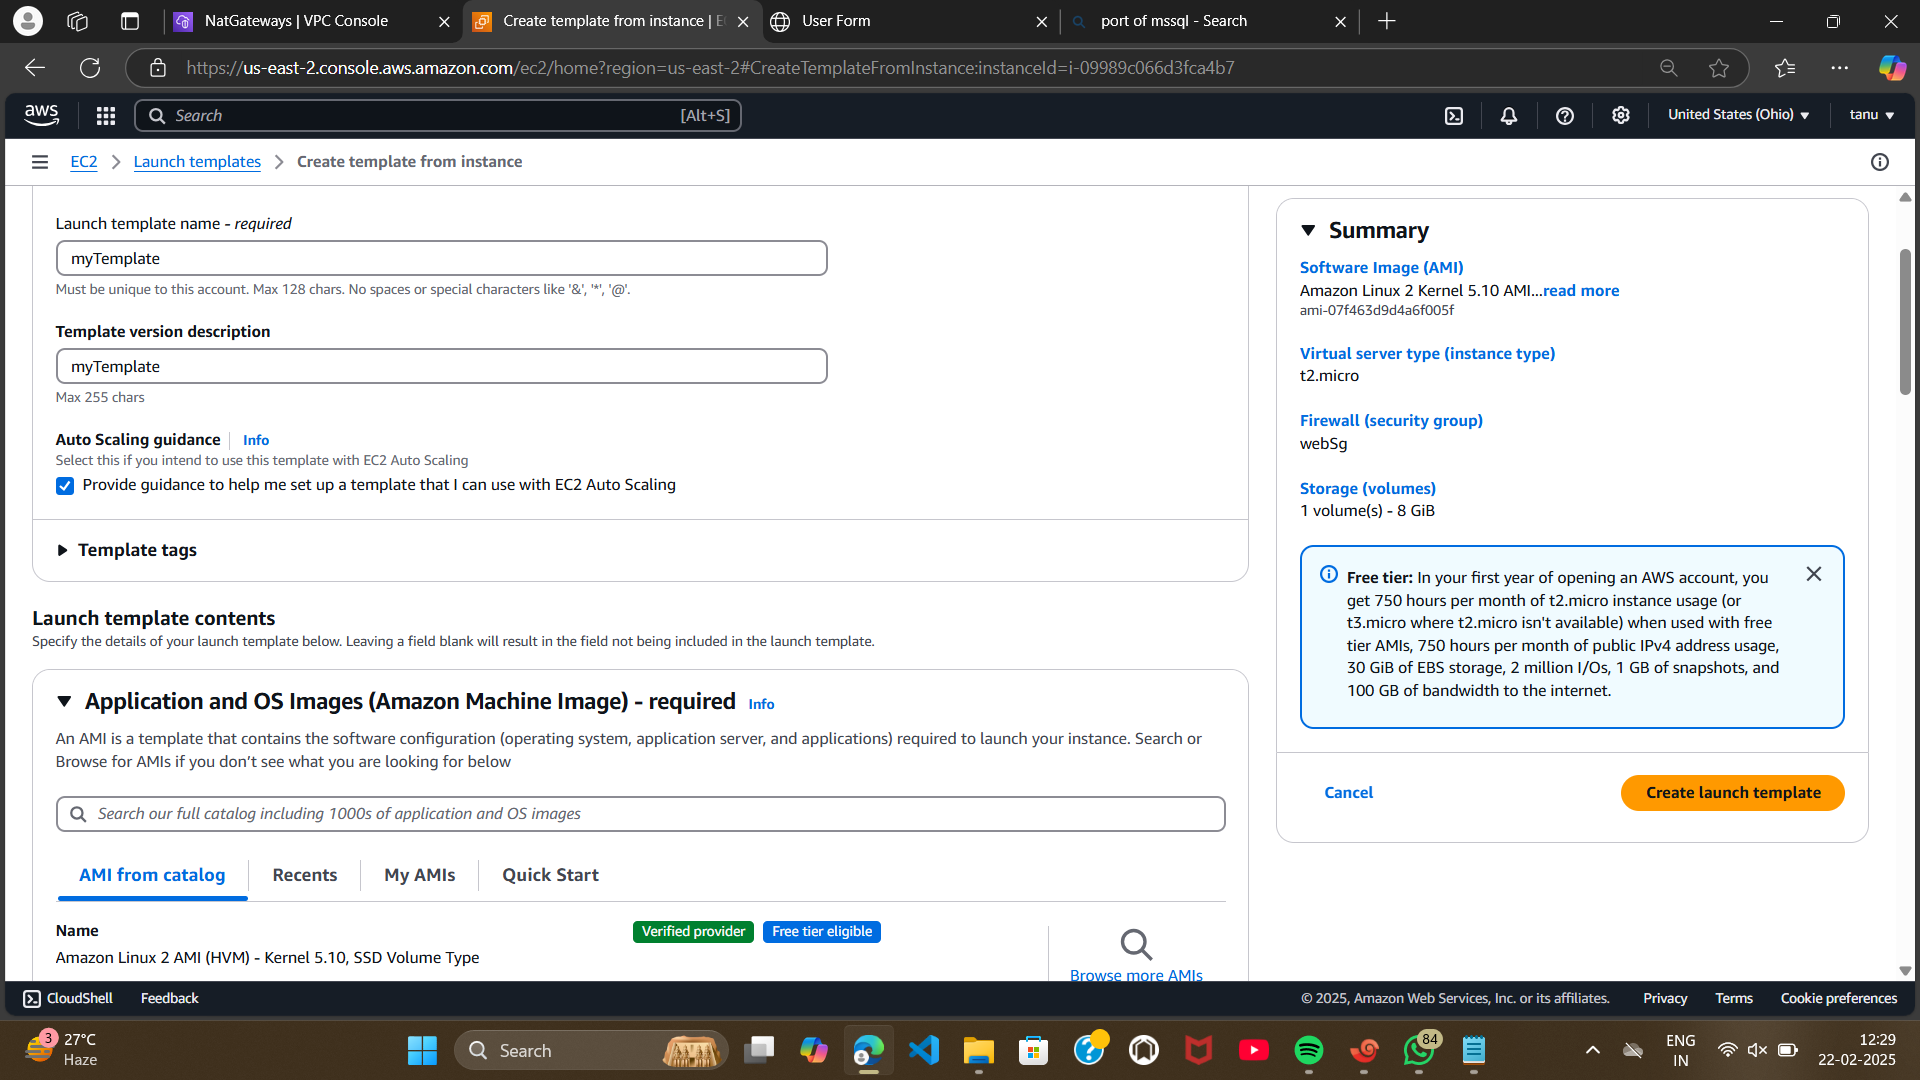 NatGateways | VPC Console
Create template from instance | E
User Form
port of mssql - Search
https://us-east-2.console.aws.amazon.com/ec2/home?region=us-east-2#CreateTemplateFromInstance:instanceId=i-09989c066d3fca4b7
aws
Search
[Alt+S]
United States (Ohio)
tanu
EC2
Launch templates
Create template from instance
Launch template name - required
myTemplate
Must be unique to this account. Max 128 chars. No spaces or special characters like '&', '*', '@'.
Template version description
myTemplate
Max 255 chars
Auto Scaling guidance
Info
Select this if you intend to use this template with EC2 Auto Scaling
Provide guidance to help me set up a template that I can use with EC2 Auto Scaling
Template tags
Launch template contents
Specify the details of your launch template below. Leaving a field blank will result in the field not being included in the launch template.
Application and OS Images (Amazon Machine Image) - required
Info
An AMI is a template that contains the software configuration (operating system, application server, and applications) required to launch your instance. Search or
Browse for AMIs if you don’t see what you are looking for below
Search our full catalog including 1000s of application and OS images
AMI from catalog
Recents
My AMIs
Quick Start
Name
Verified provider
Free tier eligible
Amazon Linux 2 AMI (HVM) - Kernel 5.10, SSD Volume Type
Browse more AMIs
Summary
Software Image (AMI)
Amazon Linux 2 Kernel 5.10 AMI...read more
ami-07f463d9d4a6f005f
Virtual server type (instance type)
t2.micro
Firewall (security group)
webSg
Storage (volumes)
1 volume(s) - 8 GiB
Free tier: In your first year of opening an AWS account, you
get 750 hours per month of t2.micro instance usage (or
t3.micro where t2.micro isn't available) when used with free
tier AMIs, 750 hours per month of public IPv4 address usage,
30 GiB of EBS storage, 2 million I/Os, 1 GB of snapshots, and
100 GB of bandwidth to the internet.
Cancel
Create launch template
CloudShell
Feedback
© 2025, Amazon Web Services, Inc. or its affiliates.
Privacy
Terms
Cookie preferences
3
27°C
Haze
Search
84
ENG
IN
12:29
22-02-2025